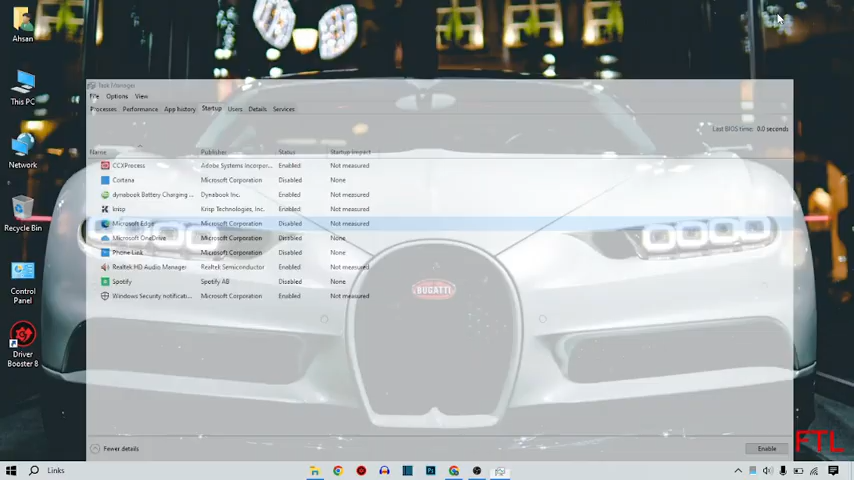 Ahsan
This PC
Network
Recycle Bin
Control
Panel
Driver
Booster 8
Task Manager
File Options View
Processes Performance App history Startup Users Details Services
Last BIOS time: 0.0 seconds
Name Publisher Status Startup impact
CCXProcess Adobe Systems Incorpor... Enabled Not measured
Cortana Microsoft Corporation Disabled None
dynabook Battery Charging ... Dynabook Inc. Enabled Not measured
krisp Krisp Technologies, Inc. Enabled Not measured
Microsoft Edge Microsoft Corporation Disabled Not measured
Microsoft OneDrive Microsoft Corporation Disabled None
Phone Link Microsoft Corporation Disabled None
Realtek HD Audio Manager Realtek Semiconductor Enabled Not measured
Spotify Spotify AB Disabled None
Windows Security notificati... Microsoft Corporation Enabled Not measured
BUGATTI
Fewer details Enable
FTL
Links